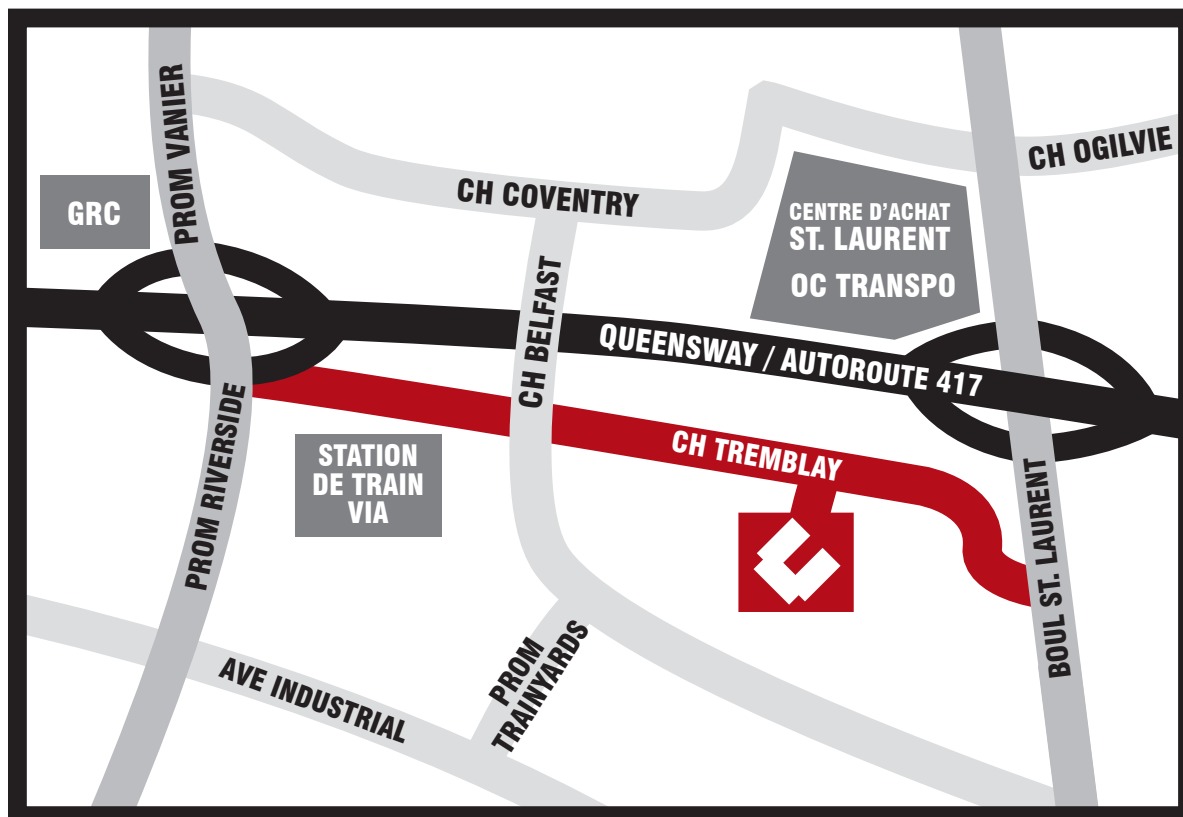 PROM VANIER
CH OGILVIE
GRC
CH COVENTRY
CENTRE D'ACHAT
ST. LAURENT
OC TRANSPO
CH BELFAST
QUEENSWAY / AUTOROUTE 417
PROM RIVERSIDE
STATION
DE TRAIN
VIA
CH TREMBLAY
BOUL ST. LAURENT
AVE INDUSTRIAL
PROM
TRAINYARDS